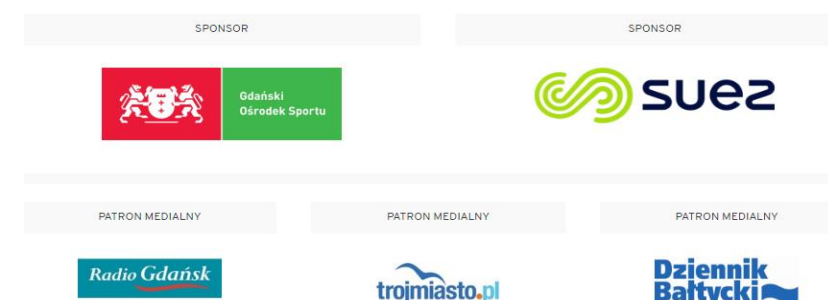 SPONSOR
SPONSOR
Gdański
Ośrodek Sportu
suez
PATRON MEDIALNY
PATRON MEDIALNY
PATRON MEDIALNY
Radio Gdańsk
trojmiasto.pl
Dziennik
Bałtycki